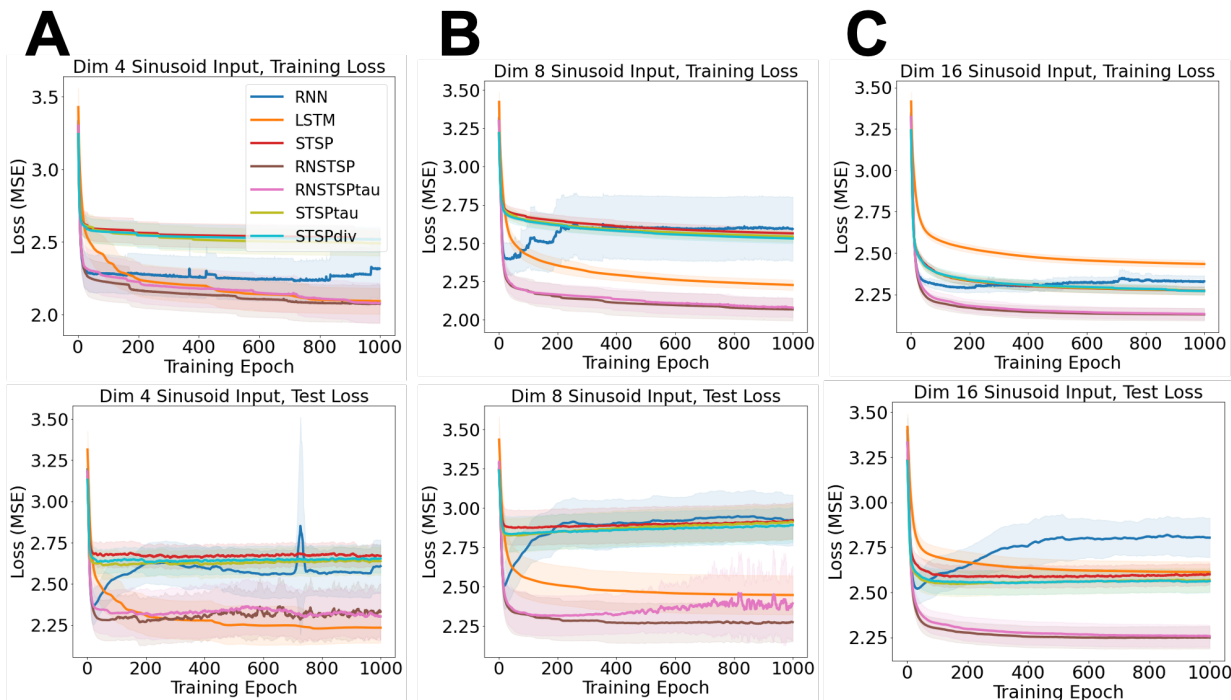 A
B
C
Dim 4 Sinusoid Input, Training Loss
3.5
3.0
2.5
2.0
Loss (MSE)
RNN
LSTM
STSP
RNSTSP
RNSTSPtau
STSPtau
STSPdiv
0 200 400 600 800 1000
Training Epoch
Dim 8 Sinusoid Input, Training Loss
3.50
3.25
3.00
2.75
2.50
2.25
2.00
Loss (MSE)
0 200 400 600 800 1000
Training Epoch
Dim 16 Sinusoid Input, Training Loss
3.50
3.25
3.00
2.75
2.50
2.25
Loss (MSE)
0 200 400 600 800 1000
Training Epoch
Dim 4 Sinusoid Input, Test Loss
3.50
3.25
3.00
2.75
2.50
2.25
Loss (MSE)
0 200 400 600 800 1000
Training Epoch
Dim 8 Sinusoid Input, Test Loss
3.50
3.25
3.00
2.75
2.50
2.25
Loss (MSE)
0 200 400 600 800 1000
Training Epoch
Dim 16 Sinusoid Input, Test Loss
3.50
3.25
3.00
2.75
2.50
2.25
Loss (MSE)
0 200 400 600 800 1000
Training Epoch